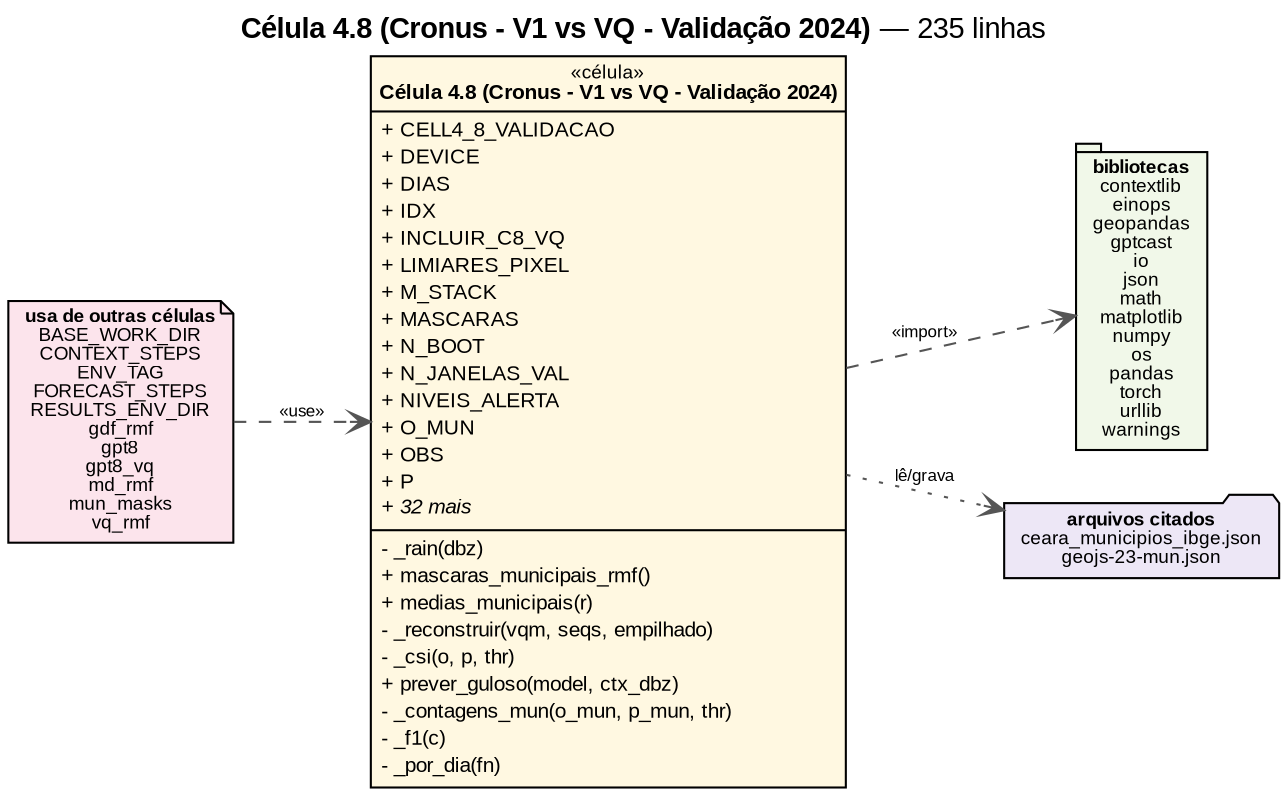 Célula 4.8 (Cronus - V1 vs VQ - Validação 2024) — 235 linhas
«célula»
Célula 4.8 (Cronus - V1 vs VQ - Validação 2024)
+ CELL4_8_VALIDACAO
+ DEVICE
+ DIAS
+ IDX
+ INCLUIR_C8_VQ
+ LIMIARES_PIXEL
+ M_STACK
+ MASCARAS
+ N_BOOT
+ N_JANELAS_VAL
+ NIVEIS_ALERTA
+ O_MUN
+ OBS
+ P
+ 32 mais
- _rain(dbz)
+ mascaras_municipais_rmf()
+ medias_municipais(r)
- _reconstruir(vqm, seqs, empilhado)
- _csi(o, p, thr)
+ prever_guloso(model, ctx_dbz)
- _contagens_mun(o_mun, p_mun, thr)
- _f1(c)
- _por_dia(fn)
usa de outras células
BASE_WORK_DIR
CONTEXT_STEPS
ENV_TAG
FORECAST_STEPS
RESULTS_ENV_DIR
gdf_rmf
gpt8
gpt8_vq
md_rmf
mun_masks
vq_rmf
«use»
«import»
lê/grava
bibliotecas
contextlib
einops
geopandas
gptcast
io
json
math
matplotlib
numpy
os
pandas
torch
urllib
warnings
arquivos citados
ceara_municipios_ibge.json
geojs-23-mun.json